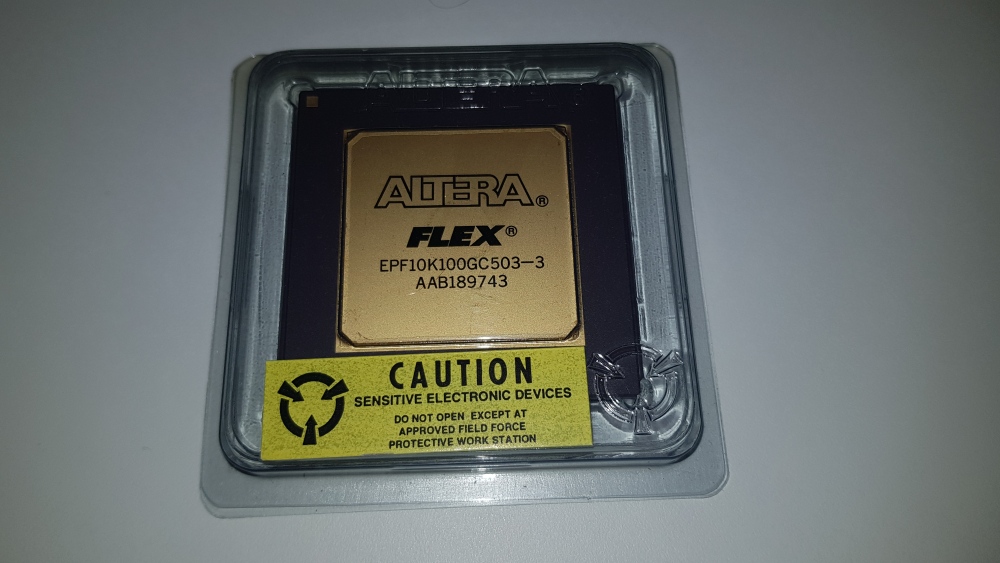 ALTERA
ALTERA®
FLEX®
EPF10K100GC503-3
AAB189743
CAUTION
SENSITIVE ELECTRONIC DEVICES
DO NOT OPEN EXCEPT AT
APPROVED FIELD FORCE
PROTECTIVE WORK STATION